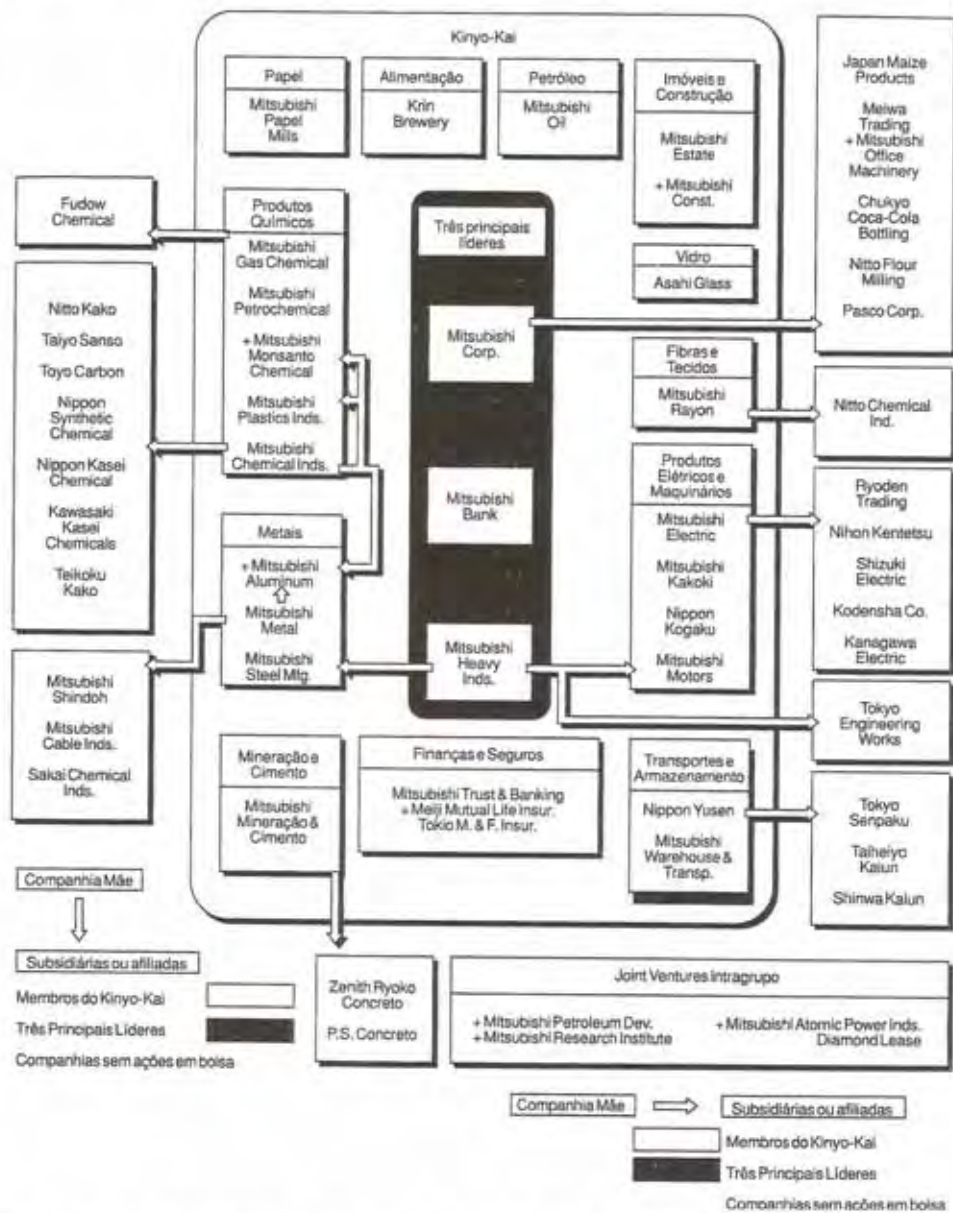 Kinyo-Kai
Papel
Mitsubishi
Papel
Mills
Alimentação
Krin
Brewery
Petróleo
Mitsubishi
Oil
Imóveis e
Construção
Mitsubishi
Estate
+ Mitsubishi
Const.
Japan Maize
Products
Meiwa
Trading
+ Mitsubishi
Office
Machinery
Chukyo
Coca-Cola
Bottling
Nitto Flour
Milling
Pasco Corp.
Fudow
Chemical
Produtos
Químicos
Mitsubishi
Gas Chemical
Mitsubishi
Petrochemical
+ Mitsubishi
Monsanto
Chemical
Mitsubishi
Plastics Inds.
Mitsubishi
Chemical Inds.
Três principais
líderes
Mitsubishi
Corp.
Mitsubishi
Bank
Mitsubishi
Heavy
Inds.
Vidro
Asahi Glass
Fibras e
Tecidos
Mitsubishi
Rayon
Nitto Chemical
Ind.
Nitto Kako
Taiyo Sanso
Toyo Carbon
Nippon
Synthetic
Chemical
Nippon Kasei
Chemical
Kawasaki
Kasei
Chemicals
Teikoku
Kako
Metais
+ Mitsubishi
Aluminum
Mitsubishi
Metal
Mitsubishi
Steel Mfg.
Produtos
Elétricos e
Maquinários
Mitsubishi
Electric
Mitsubishi
Kakoki
Nippon
Kogaku
Mitsubishi
Motors
Ryoden
Trading
Nihon Kentetsu
Shizuki
Electric
Kodensha Co.
Kanagawa
Electric
Mitsubishi
Shindoh
Mitsubishi
Cable Inds.
Sakai Chemical
Inds.
Tokyo
Engineering
Works
Mineração e
Cimento
Mitsubishi
Mineração &
Cimento
Finanças e Seguros
Mitsubishi Trust & Banking
+ Meiji Mutual Life Insur.
Tokio M. & F. Insur.
Transportes e
Armazenamento
Nippon Yusen
Mitsubishi
Warehouse &
Transp.
Tokyo
Senpaku
Taiheiyo
Kaiun
Shinwa Kaiun
Companhia Mãe
Subsidiárias ou afiliadas
Membros do Kinyo-Kai
Três Principais Líderes
Companhias sem ações em bolsa
Zenith Ryoko
Concreto
P.S. Concreto
Joint Ventures Intragrupo
+ Mitsubishi Petroleum Dev.
+ Mitsubishi Research Institute
+ Mitsubishi Atomic Power Inds.
Diamond Lease
Companhia Mãe
Subsidiárias ou afiliadas
Membros do Kinyo-Kai
Três Principais Líderes
Companhias sem ações em bolsa